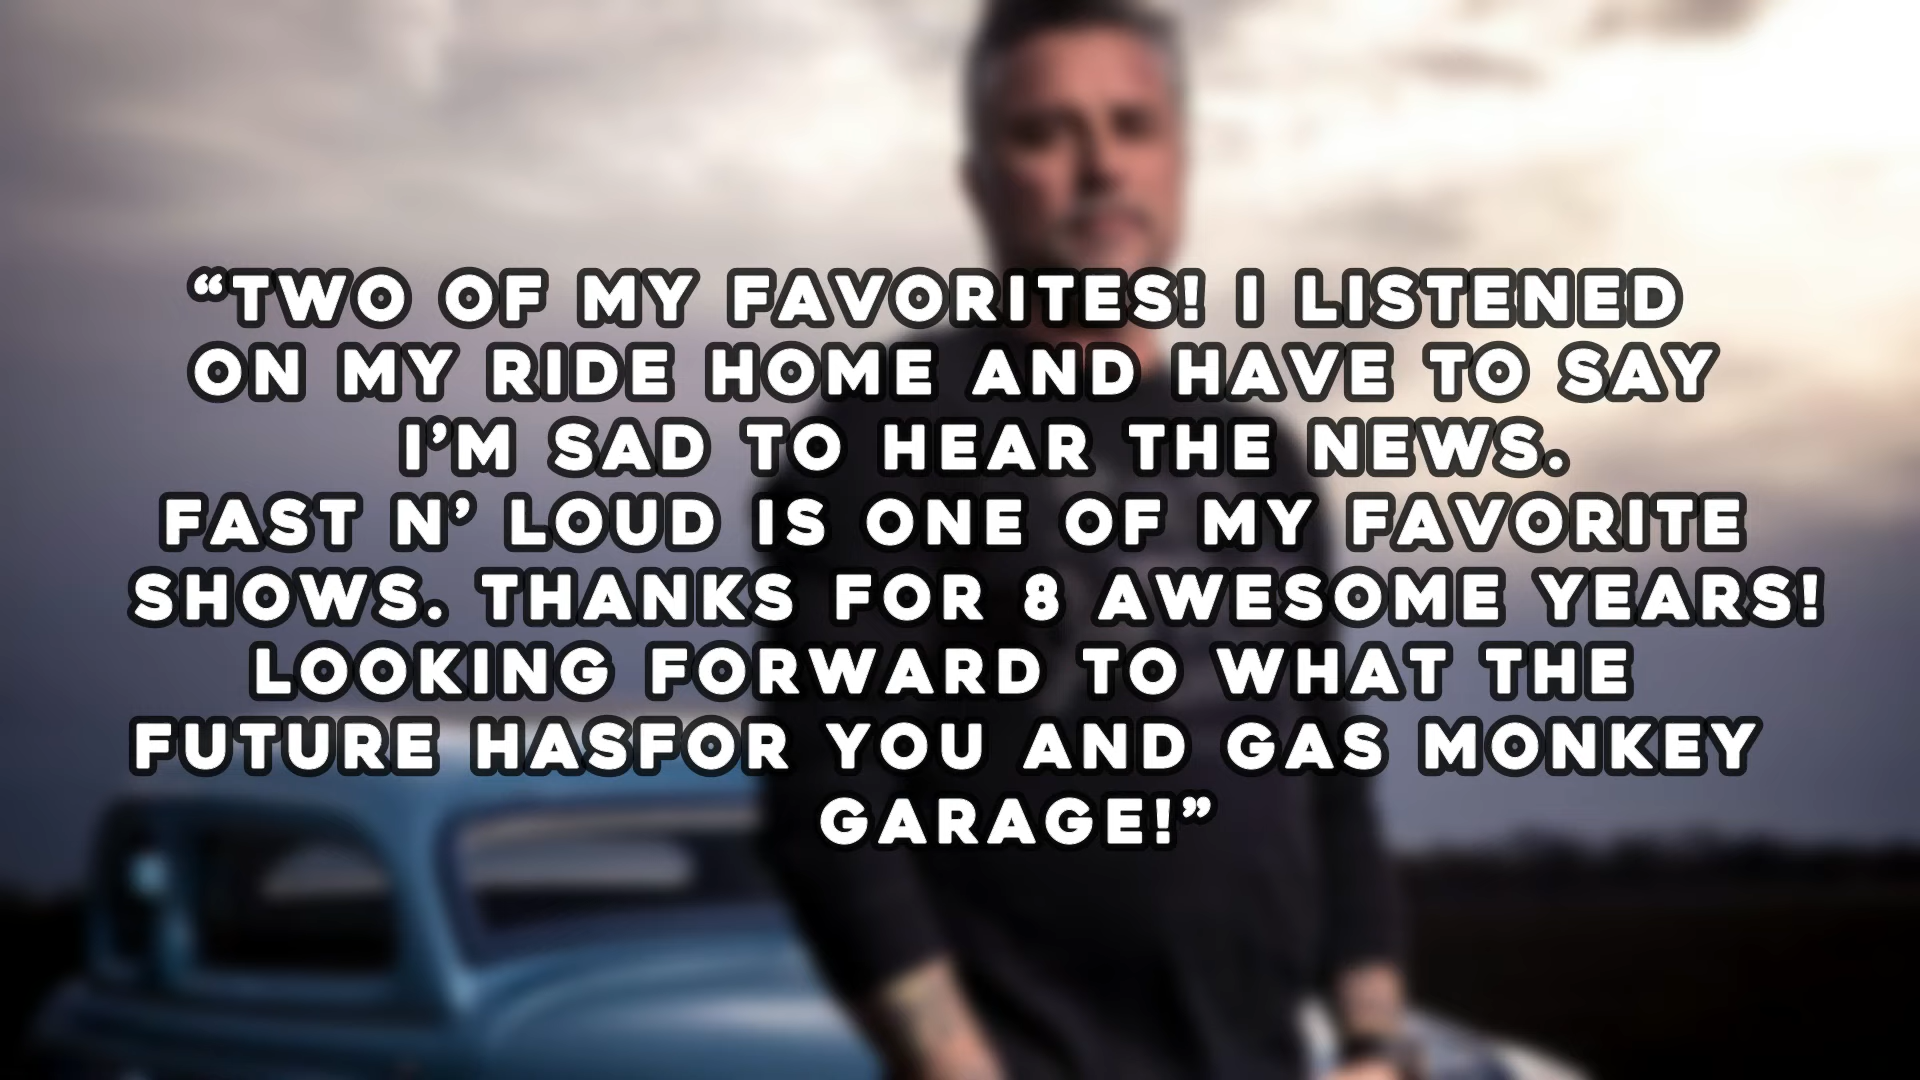 “TWO OF MY FAVORITES! I LISTENED
ON MY RIDE HOME AND HAVE TO SAY
I’M SAD TO HEAR THE NEWS.
FAST N’ LOUD IS ONE OF MY FAVORITE
SHOWS. THANKS FOR 8 AWESOME YEARS!
LOOKING FORWARD TO WHAT THE
FUTURE HASFOR YOU AND GAS MONKEY
GARAGE!”